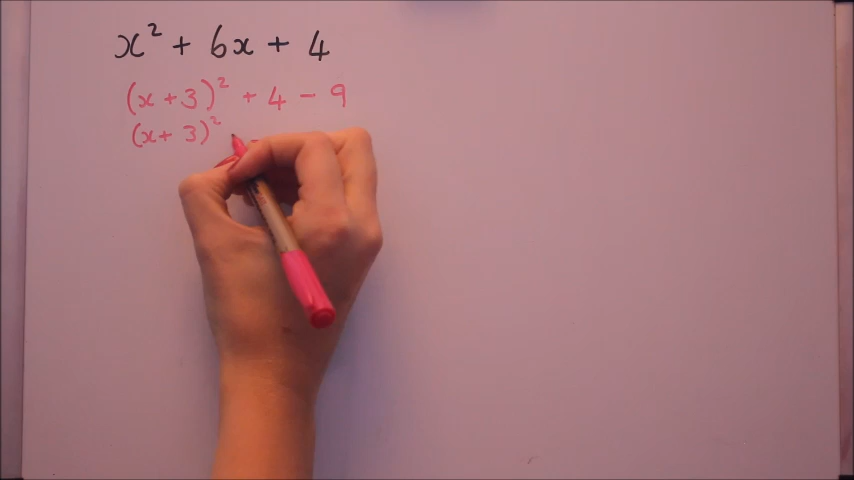 x² + 6x + 4
(x + 3)² + 4 - 9
(x + 3)²